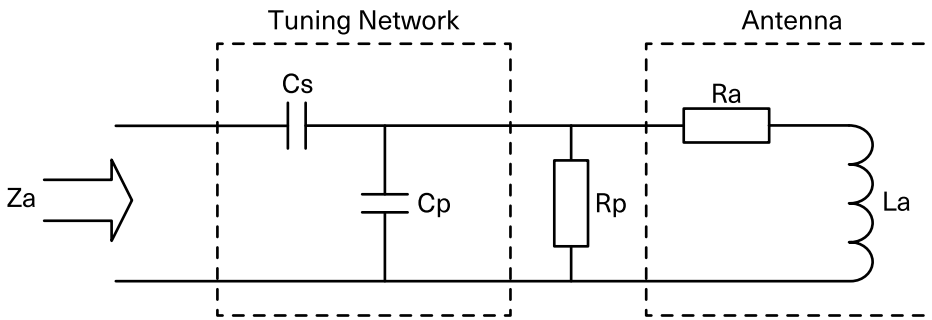 Tuning Network
Antenna
Cs
Ra
Za
Cp
Rp
La